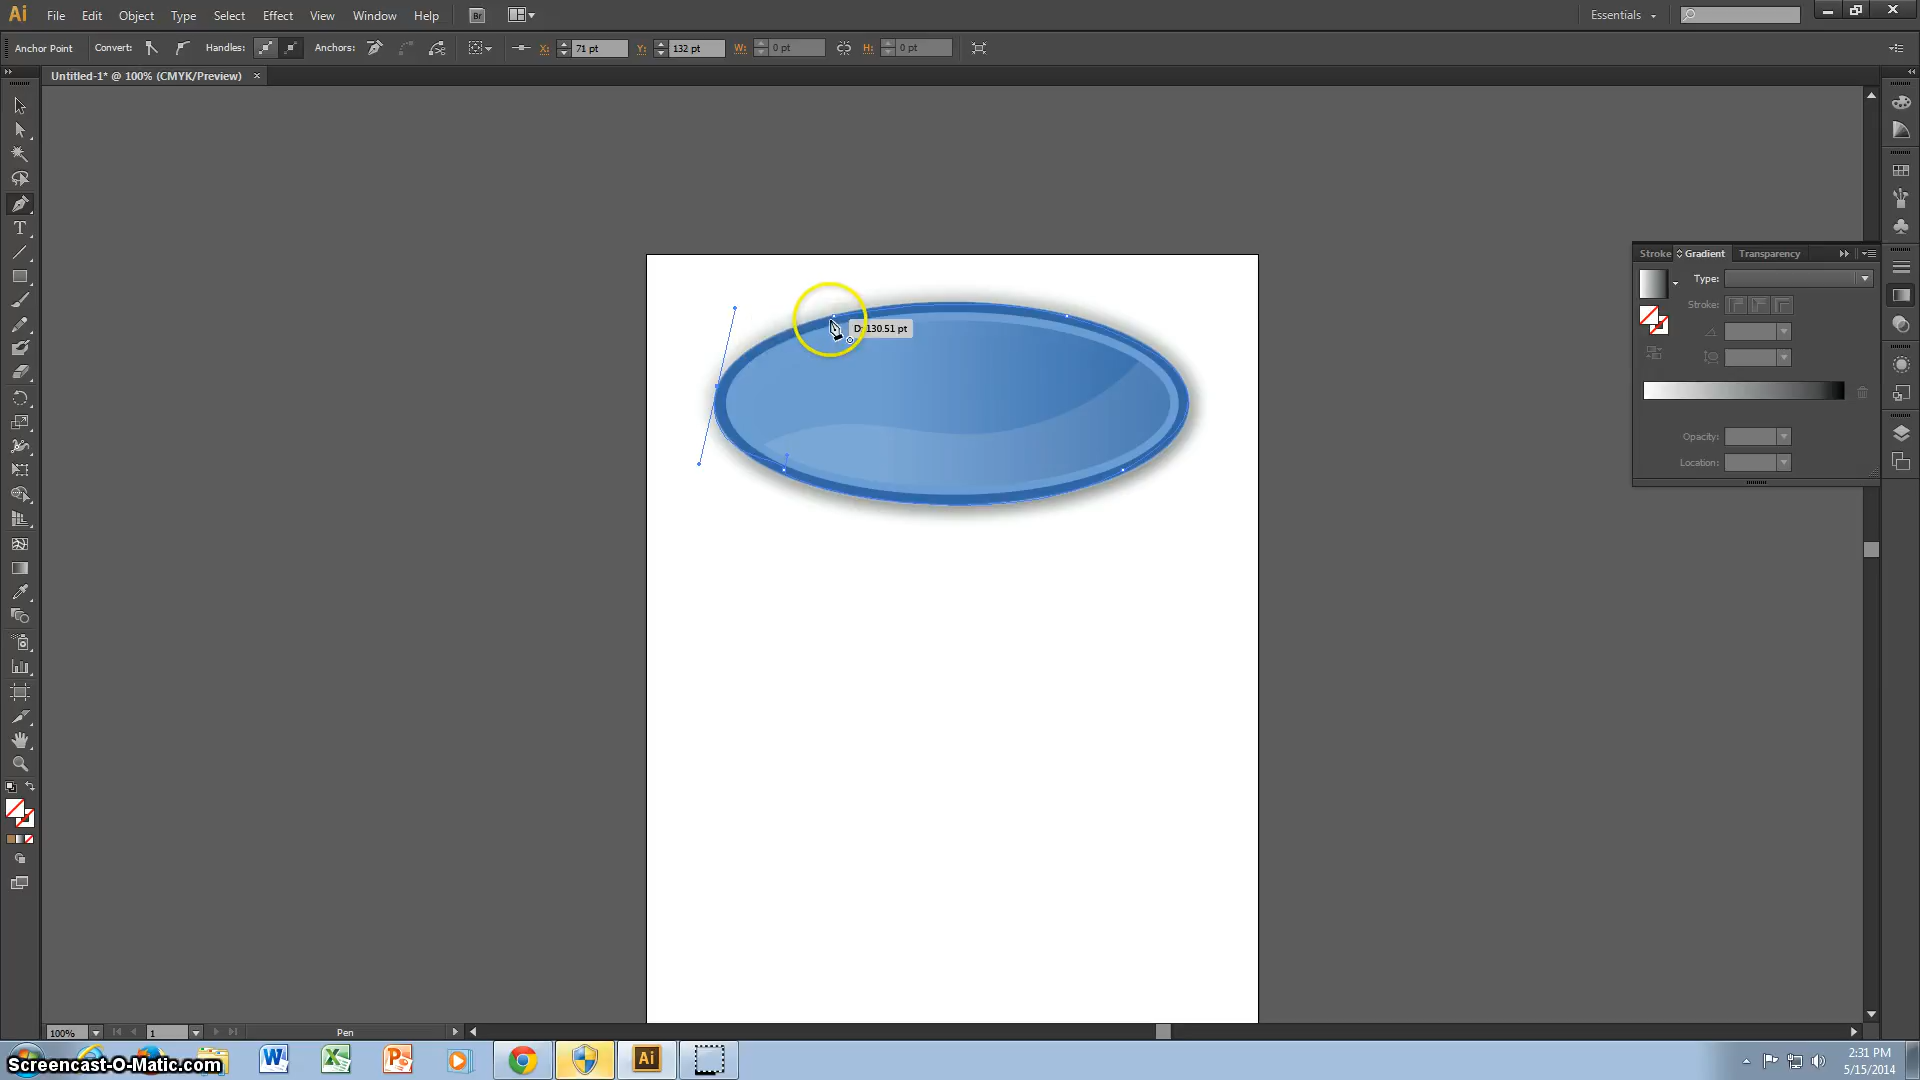 Ai File Edit Object Type Select Effect View Window Help Br Essentials
Anchor Point Convert: Handles: Anchors: X: 71 pt Y: 132 pt W: 0 pt H: 0 pt
Untitled-1* @ 100% (CMYK/Preview)
Stroke Gradient Transparency
Type:
Stroke:
D: 130.51 pt
Opacity:
Location:
T
100% 1 Pen
Screencast-O-Matic.com
Ai
2:31 PM
5/15/2014